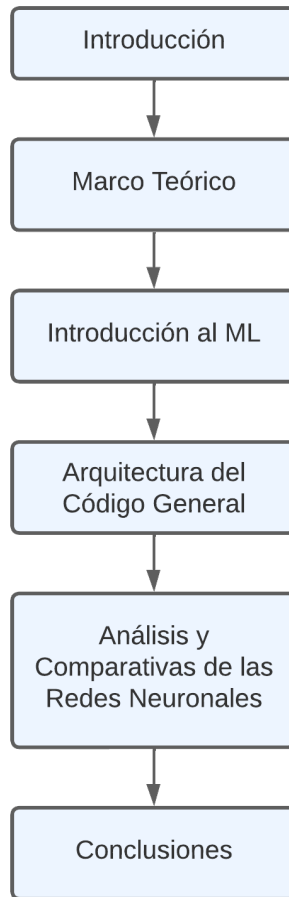 Introducción
Marco Teórico
Introducción al ML
Arquitectura del
Código General
Análisis y
Comparativas de las
Redes Neuronales
Conclusiones